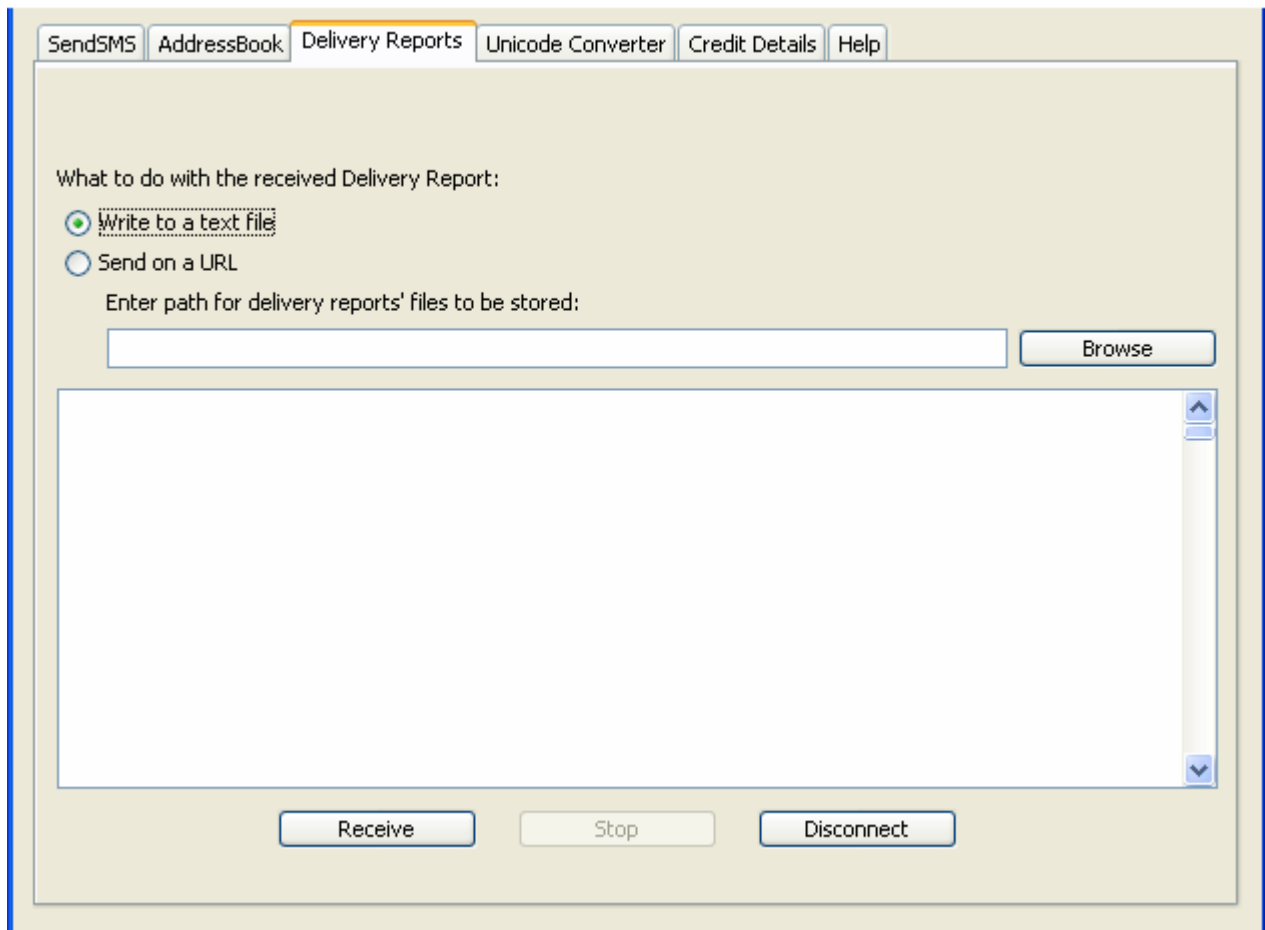 SendSMS AddressBook Delivery Reports Unicode Converter Credit Details Help
What to do with the received Delivery Report:
Write to a text file
Send on a URL
Enter path for delivery reports' files to be stored:
Browse
Receive Stop Disconnect